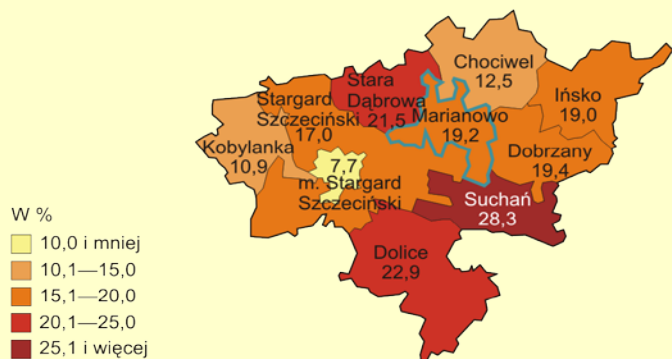 Chociwel
12,5
Stara
Dąbrowa
21,5
Ińsko
19,0
Stargard
Szczeciński
17,0
Marianowo
19,2
Kobylanka
10,9
Dobrzany
19,4
7,7
m. Stargard
Szczeciński
Suchań
28,3
Dolice
22,9
W %
10,0 i mniej
10,1—15,0
15,1—20,0
20,1—25,0
25,1 i więcej